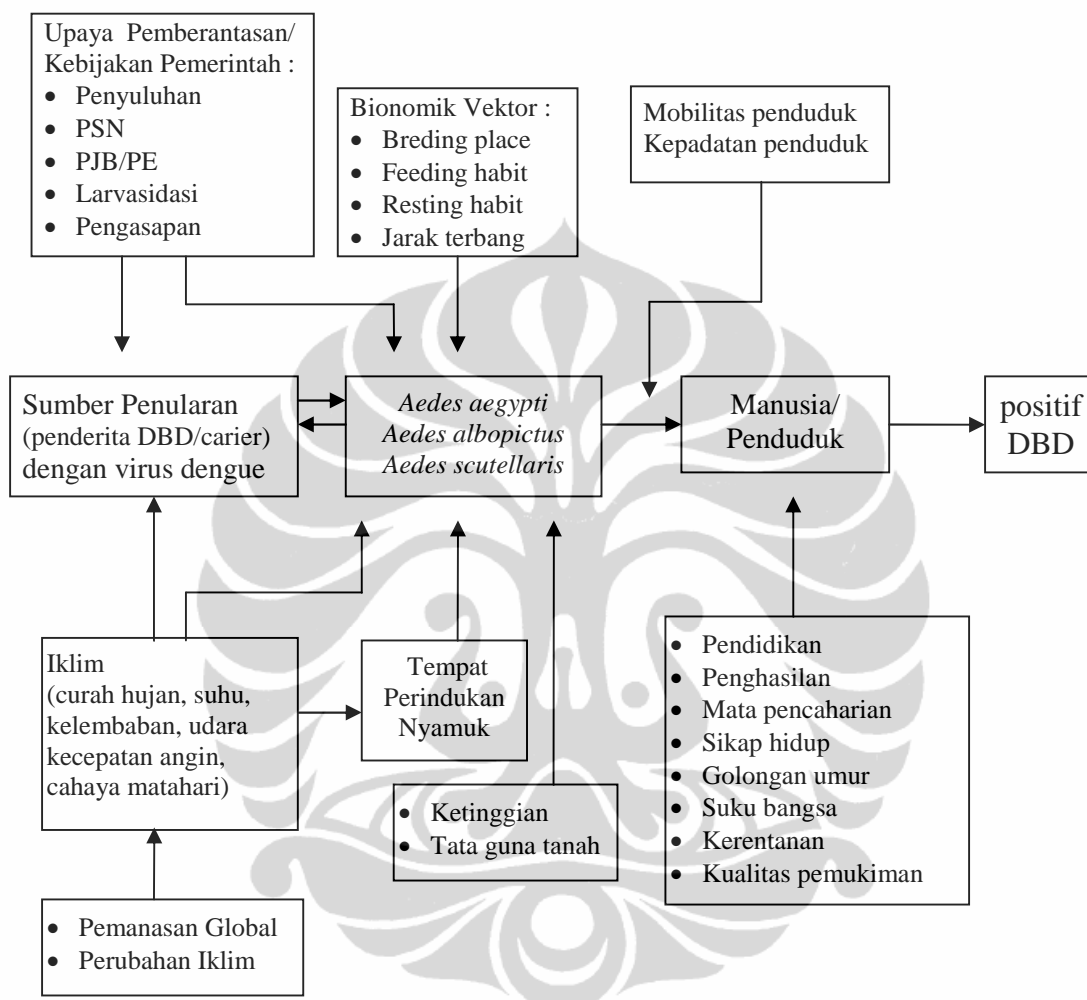 Upaya Pemberantasan/
Kebijakan Pemerintah :
• Penyuluhan
• PSN
• PJB/PE
• Larvasidasi
• Pengasapan
Bionomik Vektor :
• Breding place
• Feeding habit
• Resting habit
• Jarak terbang
Mobilitas penduduk
Kepadatan penduduk
Sumber Penularan
(penderita DBD/carier)
dengan virus dengue
Aedes aegypti
Aedes albopictus
Aedes scutellaris
Manusia/
Penduduk
positif
DBD
Iklim
(curah hujan, suhu,
kelembaban, udara
kecepatan angin,
cahaya matahari)
Tempat
Perindukan
Nyamuk
• Ketinggian
• Tata guna tanah
• Pendidikan
• Penghasilan
• Mata pencaharian
• Sikap hidup
• Golongan umur
• Suku bangsa
• Kerentanan
• Kualitas pemukiman
• Pemanasan Global
• Perubahan Iklim